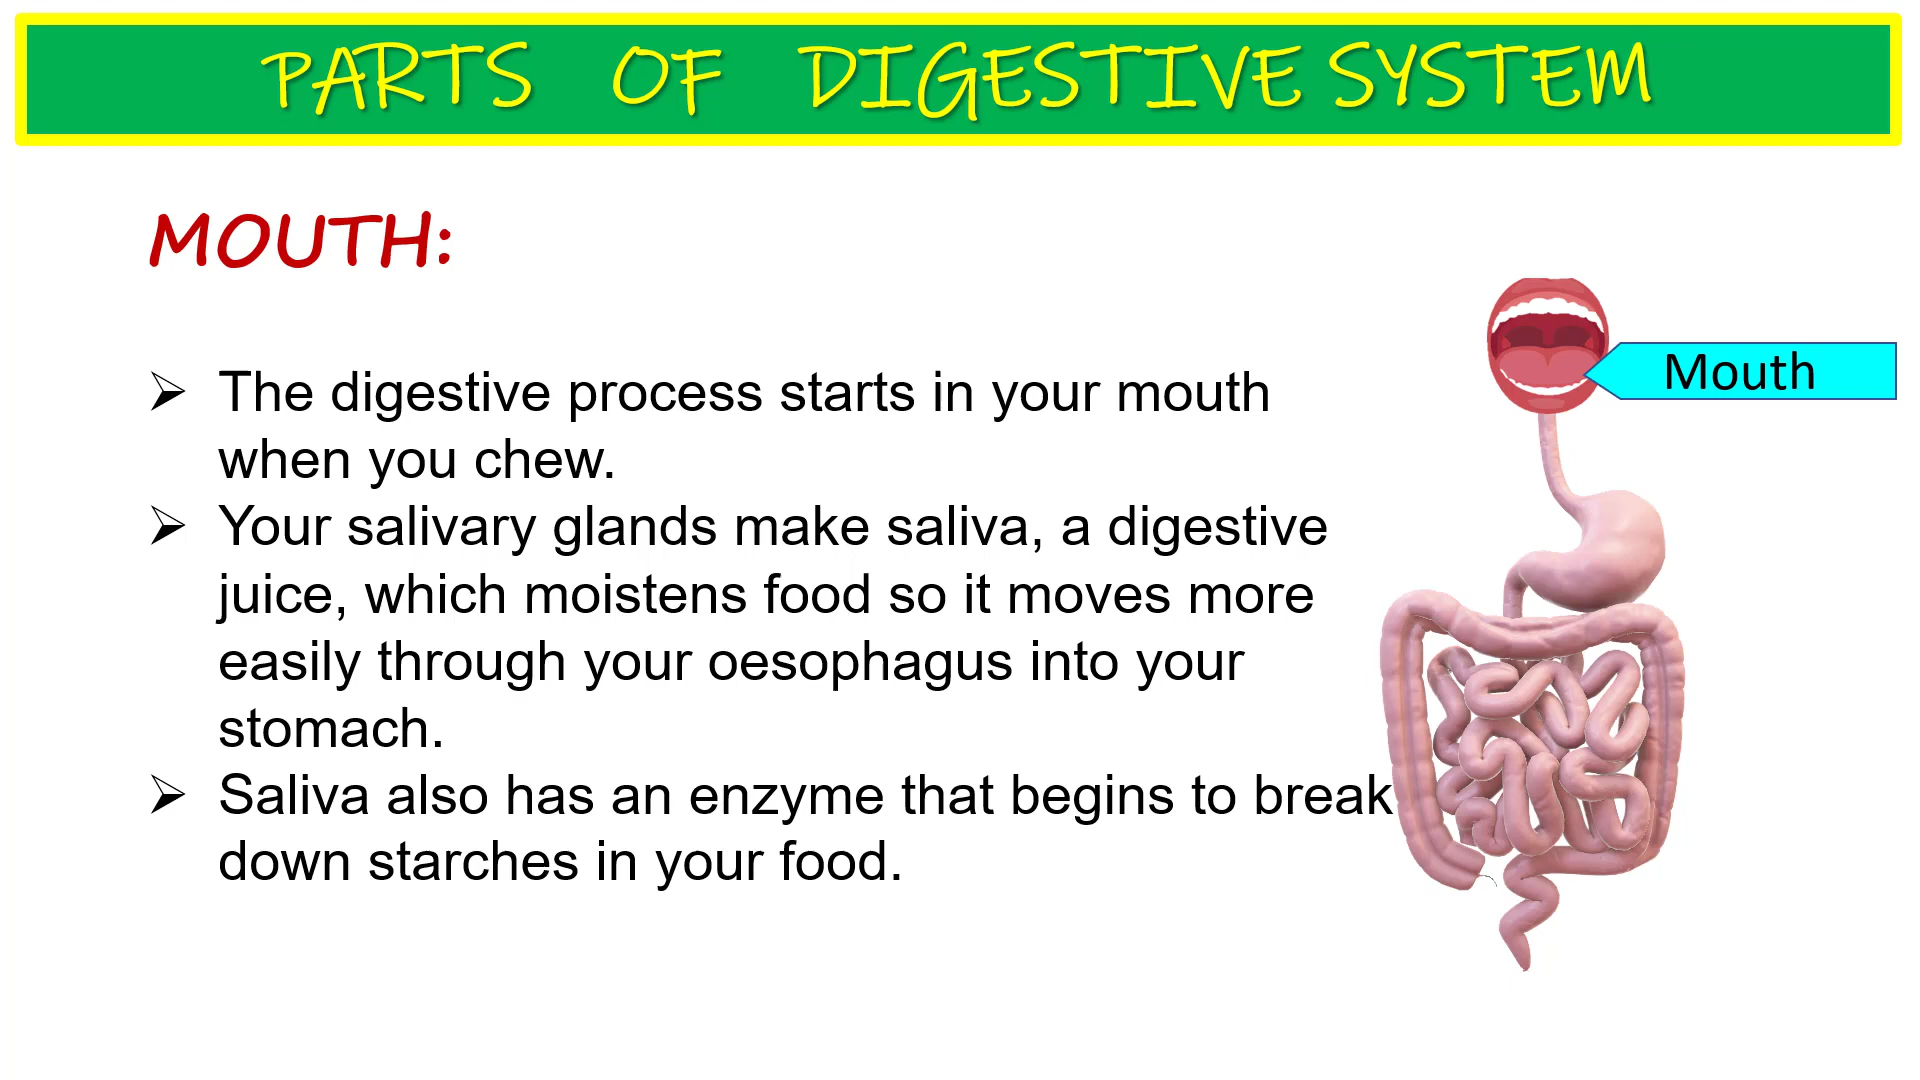 PARTS OF DIGESTIVE SYSTEM
MOUTH:
Mouth
➢ The digestive process starts in your mouth
when you chew.
➢ Your salivary glands make saliva, a digestive
juice, which moistens food so it moves more
easily through your oesophagus into your
stomach.
➢ Saliva also has an enzyme that begins to break
down starches in your food.